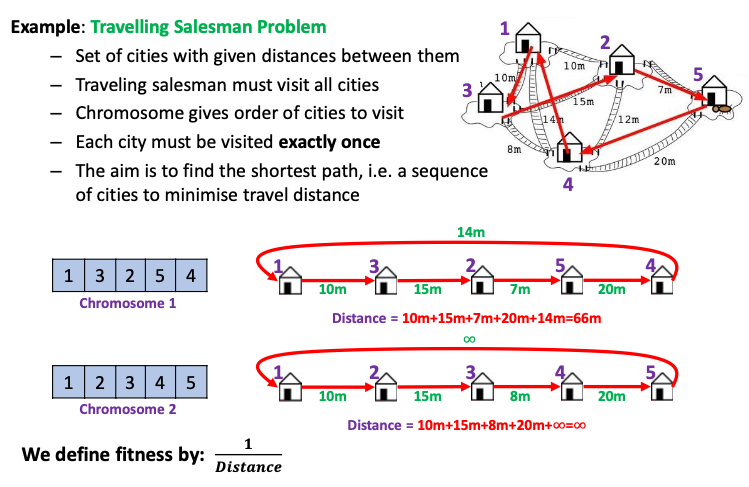 Example: Travelling Salesman Problem
– Set of cities with given distances between them
– Traveling salesman must visit all cities
– Chromosome gives order of cities to visit
– Each city must be visited exactly once
– The aim is to find the shortest path, i.e. a sequence
of cities to minimise travel distance
1
2
10m
5
10m
7m
3
15m
14m
12m
8m
20m
4
14m
1 3 2 5 4
1 3 2 5 4
10m 15m 7m 20m
Chromosome 1
Distance = 10m+15m+7m+20m+14m=66m
∞
1 2 3 4 5
1 2 3 4 5
10m 15m 8m 20m
Chromosome 2
Distance = 10m+15m+8m+20m+∞=∞
We define fitness by: 1
Distance